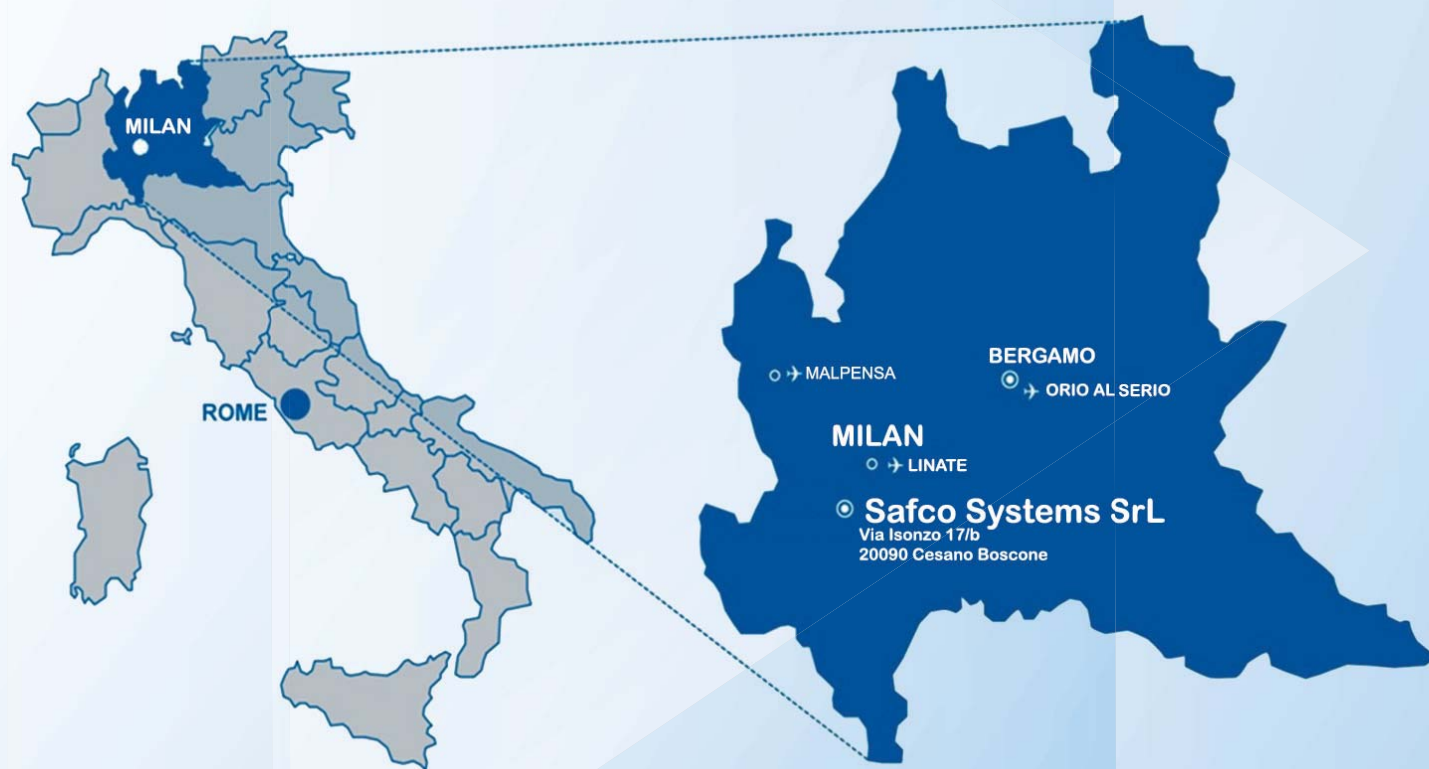 MILAN
ROME
MALPENSA
BERGAMO
ORIO AL SERIO
MILAN
LINATE
Safco Systems SrL
Via Isonzo 17/b
20090 Cesano Boscone